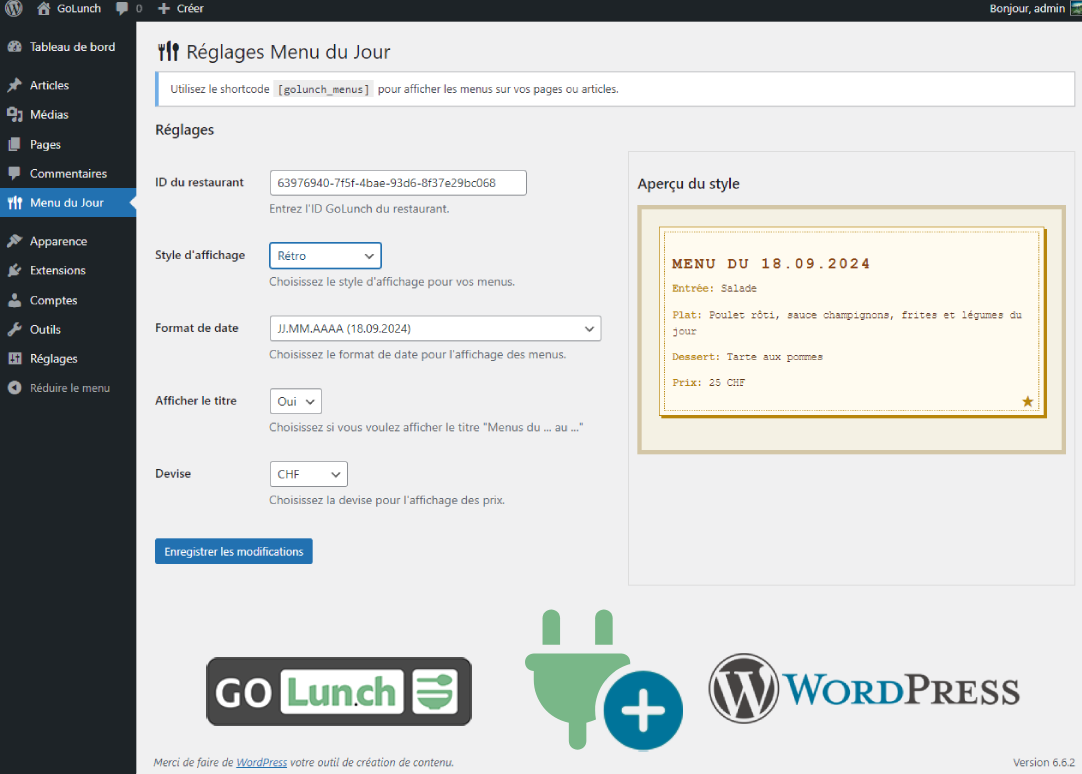 GoLunch 0 Créer Bonjour, admin
Tableau de bord
Articles
Médias
Pages
Commentaires
Menu du Jour
Apparence
Extensions
Comptes
Outils
Réglages
Réduire le menu
Réglages Menu du Jour
Utilisez le shortcode [golunch_menus] pour afficher les menus sur vos pages ou articles.
Réglages
ID du restaurant 63976940-7f5f-4bae-93d6-8f37e29bc068
Entrez l'ID GoLunch du restaurant.
Style d'affichage Rétro
Choisissez le style d'affichage pour vos menus.
Format de date JJ.MM.AAAA (18.09.2024)
Choisissez le format de date pour l'affichage des menus.
Afficher le titre Oui
Choisissez si vous voulez afficher le titre "Menus du ... au ..."
Devise CHF
Choisissez la devise pour l'affichage des prix.
Enregistrer les modifications
Aperçu du style
MENU DU 18.09.2024
Entrée: Salade
Plat: Poulet rôti, sauce champignons, frites et légumes du
jour
Dessert: Tarte aux pommes
Prix: 25 CHF
GO Lun.ch
WORDPRESS
Merci de faire de WordPress votre outil de création de contenu.
Version 6.6.2